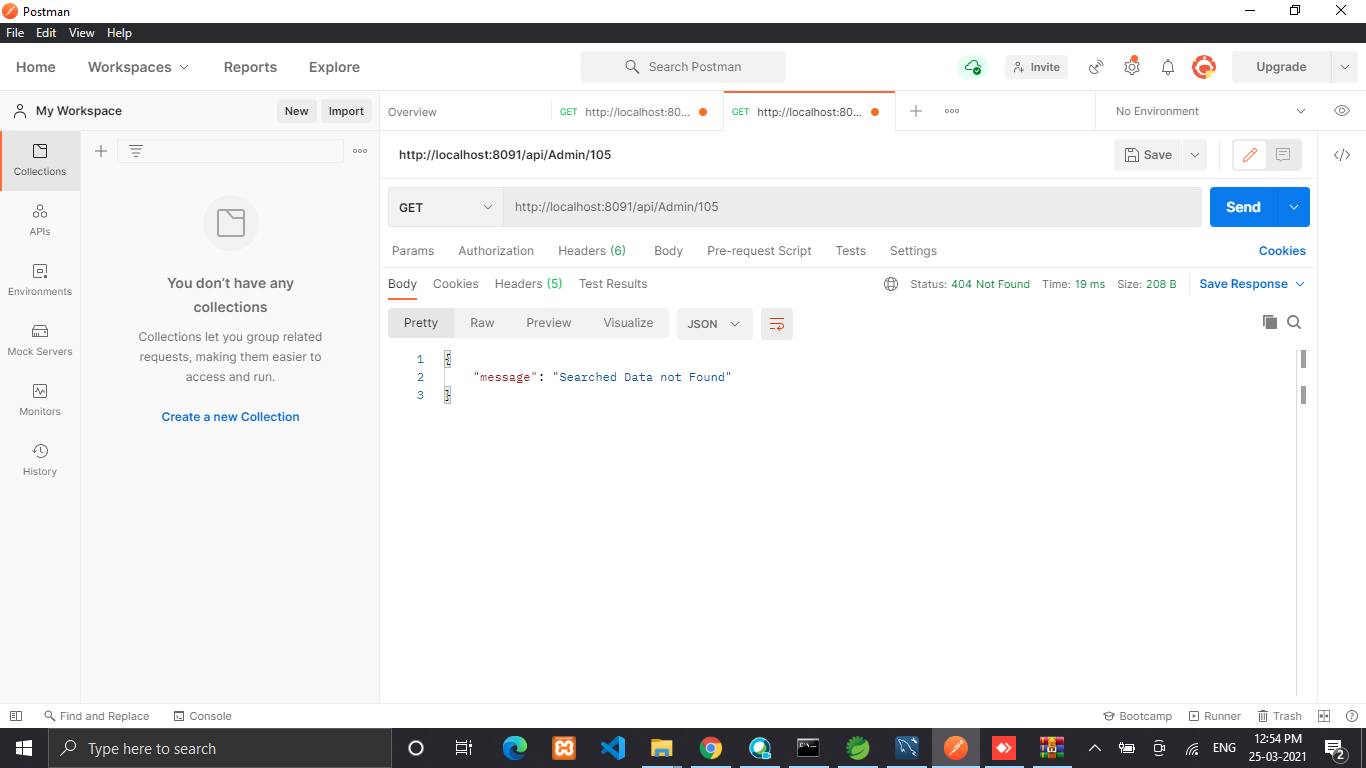 Postman
File Edit View Help
Home Workspaces Reports Explore Search Postman Invite Upgrade
My Workspace New Import
Overview GET http://localhost:80... GET http://localhost:80... No Environment
Collections
APIs
Environments
Mock Servers
Monitors
History
You don't have any
collections
Collections let you group related
requests, making them easier to
access and run.
Create a new Collection
http://localhost:8091/api/Admin/105 Save
GET http://localhost:8091/api/Admin/105 Send
Params Authorization Headers (6) Body Pre-request Script Tests Settings Cookies
Body Cookies Headers (5) Test Results Status: 404 Not Found Time: 19 ms Size: 208 B Save Response
Pretty Raw Preview Visualize JSON
1 {
2 "message": "Searched Data not Found"
3 }
Find and Replace Console Bootcamp Runner Trash
Type here to search ENG 12:54 PM
25-03-2021 2